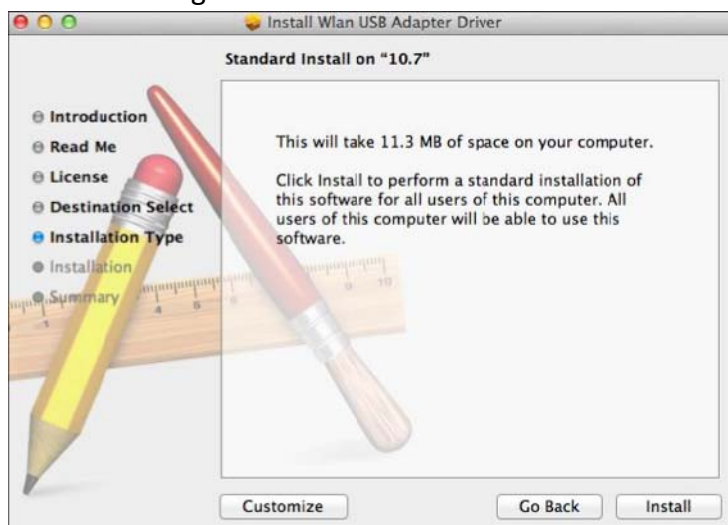 Install Wlan USB Adapter Driver
Standard Install on “10.7”
Introduction
Read Me
License
Destination Select
Installation Type
Installation
Summary
This will take 11.3 MB of space on your computer.
Click Install to perform a standard installation of
this software for all users of this computer. All
users of this computer will be able to use this
software.
Customize
Go Back
Install